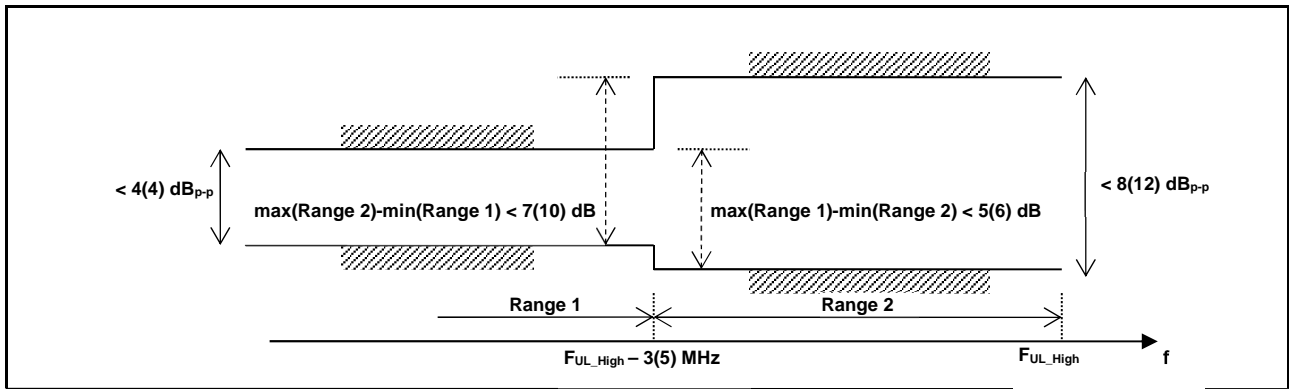 < 4(4) dBp-p
max(Range 2)-min(Range 1) < 7(10) dB
max(Range 1)-min(Range 2) < 5(6) dB
< 8(12) dBp-p
Range 1
Range 2
FUL_High – 3(5) MHz
FUL_High
f